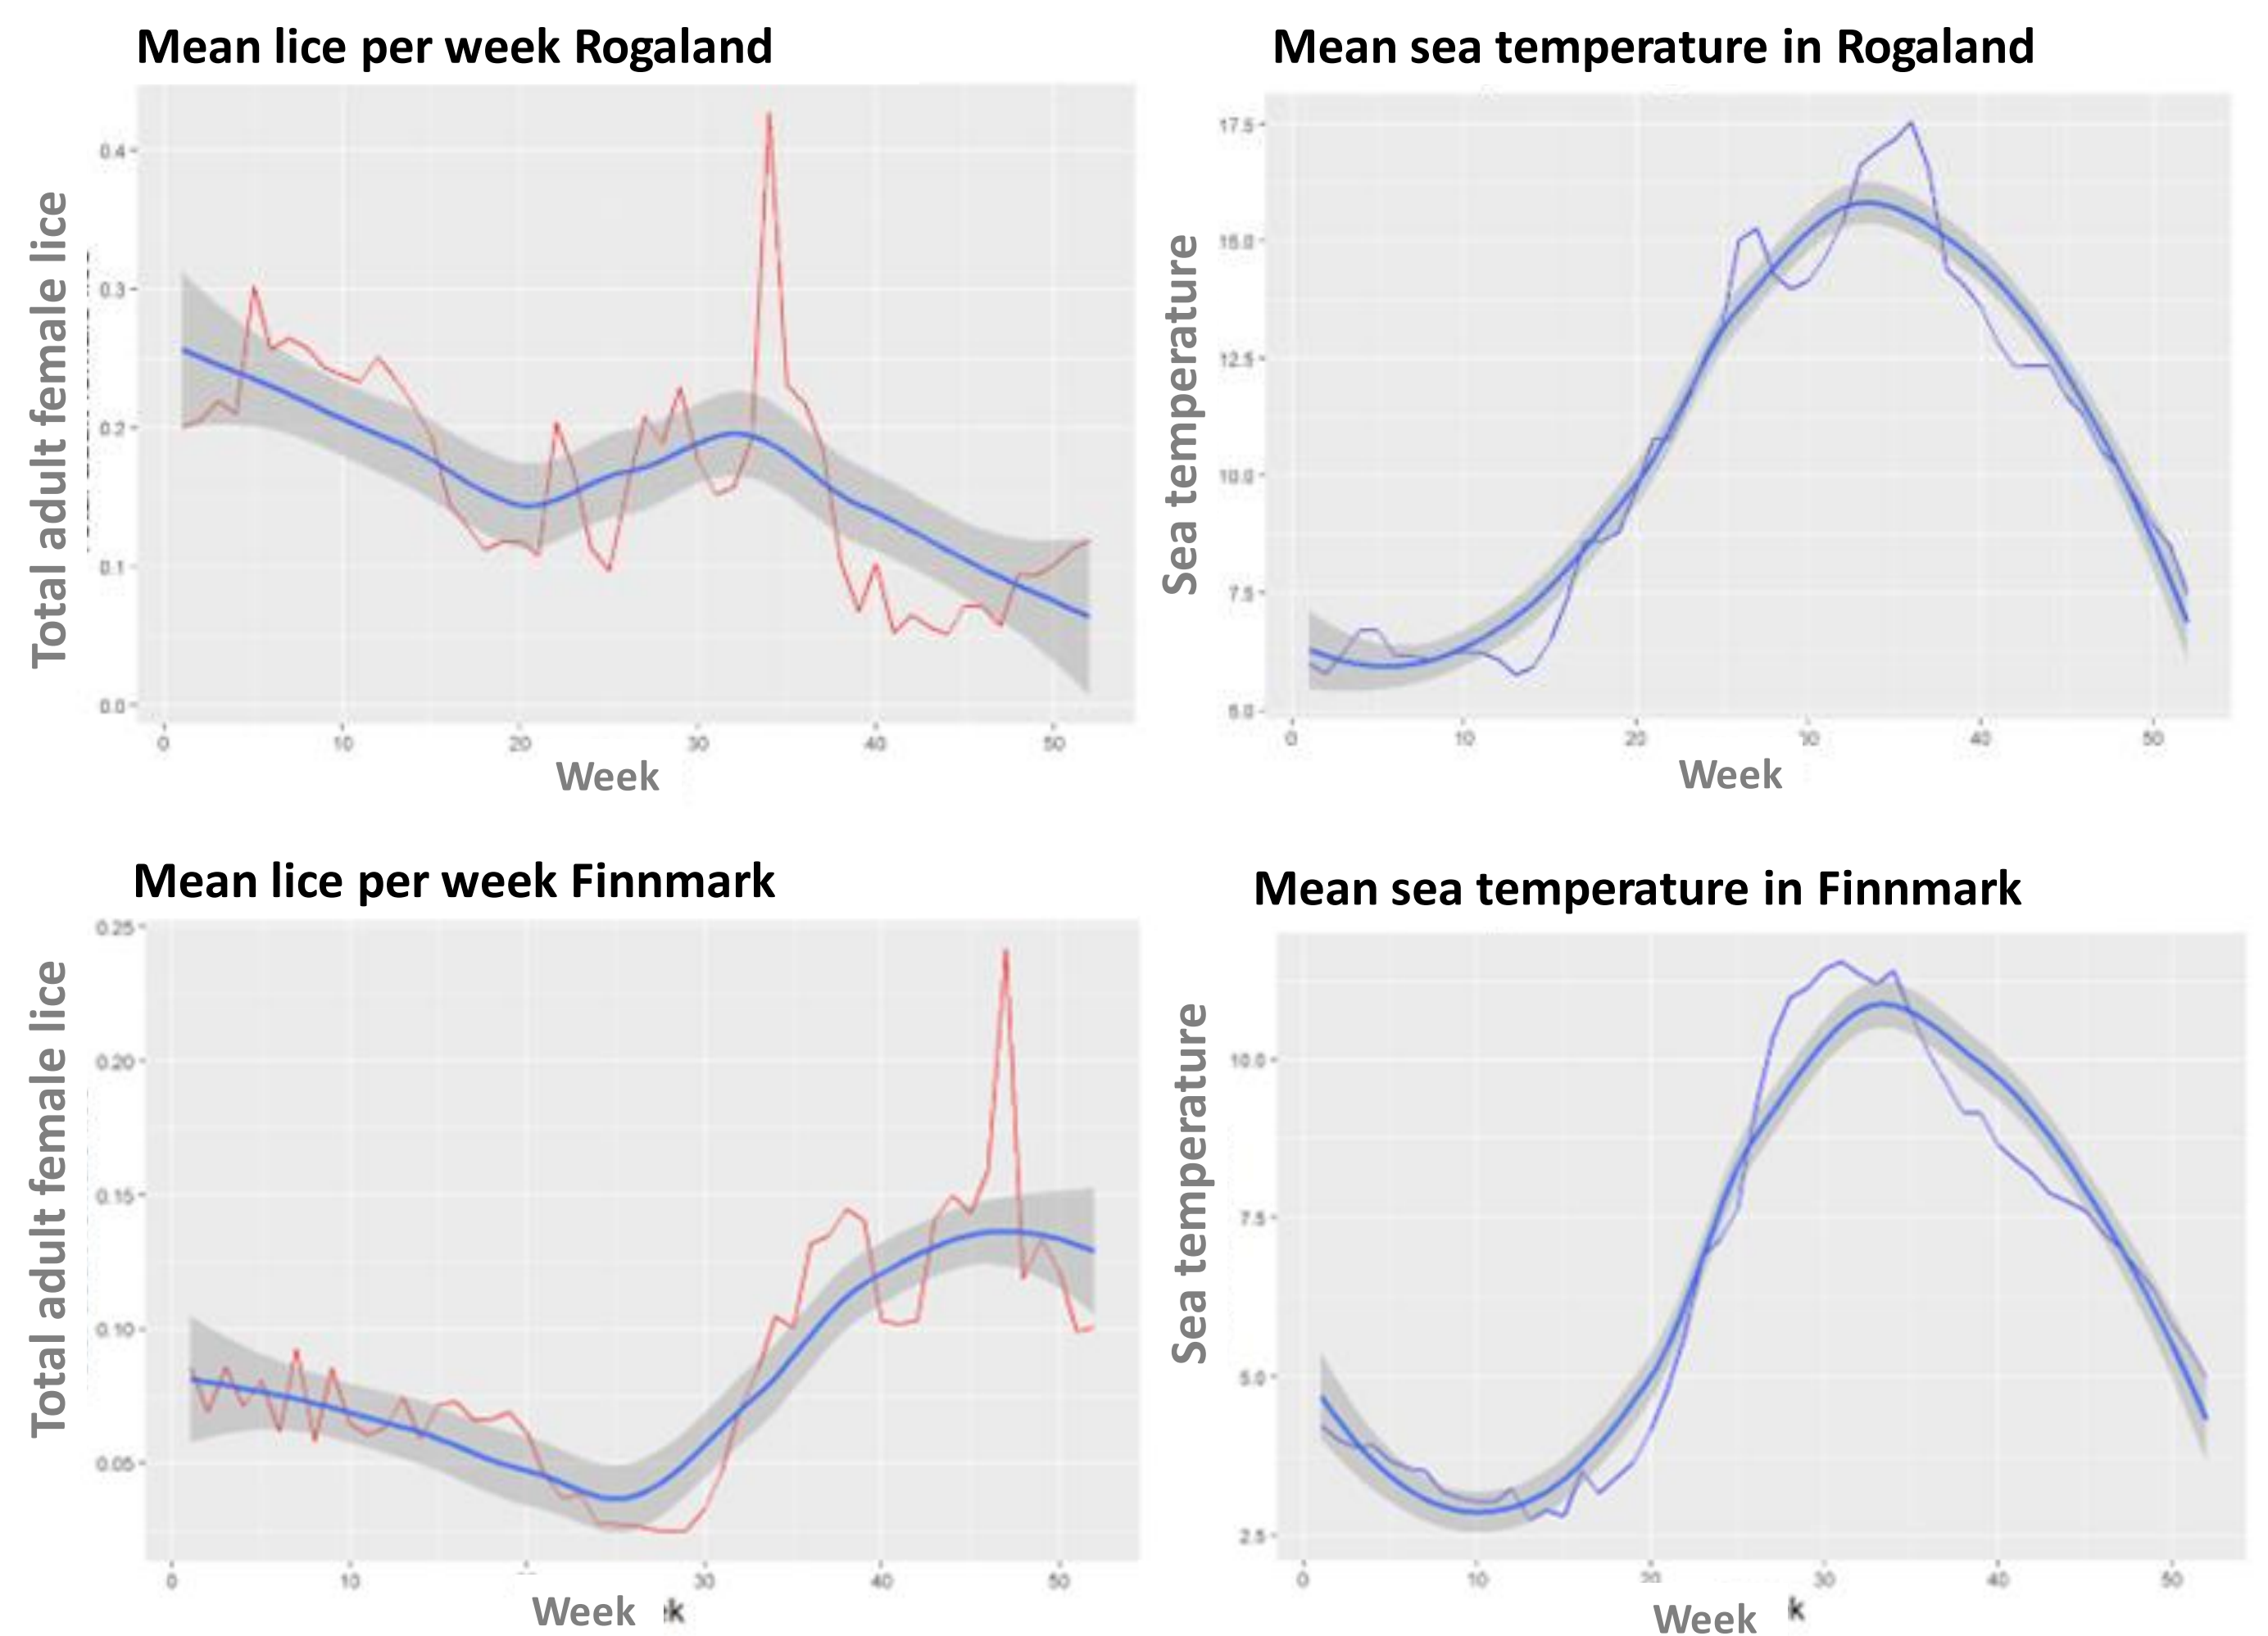 Mean lice per week Rogaland
Total adult female lice
0.4
0.3
0.2
0.1
0.0
0 10 20 30 40 50
Week
Mean sea temperature in Rogaland
Sea temperature
17.5
15.0
12.5
10.0
7.5
5.0
0 10 20 30 40 50
Week
Mean lice per week Finnmark
Total adult female lice
0.25
0.20
0.15
0.10
0.05
0 10 30 40 50
Week k
Mean sea temperature in Finnmark
Sea temperature
10.0
7.5
5.0
2.5
0 10 20 30 40 50
Week k